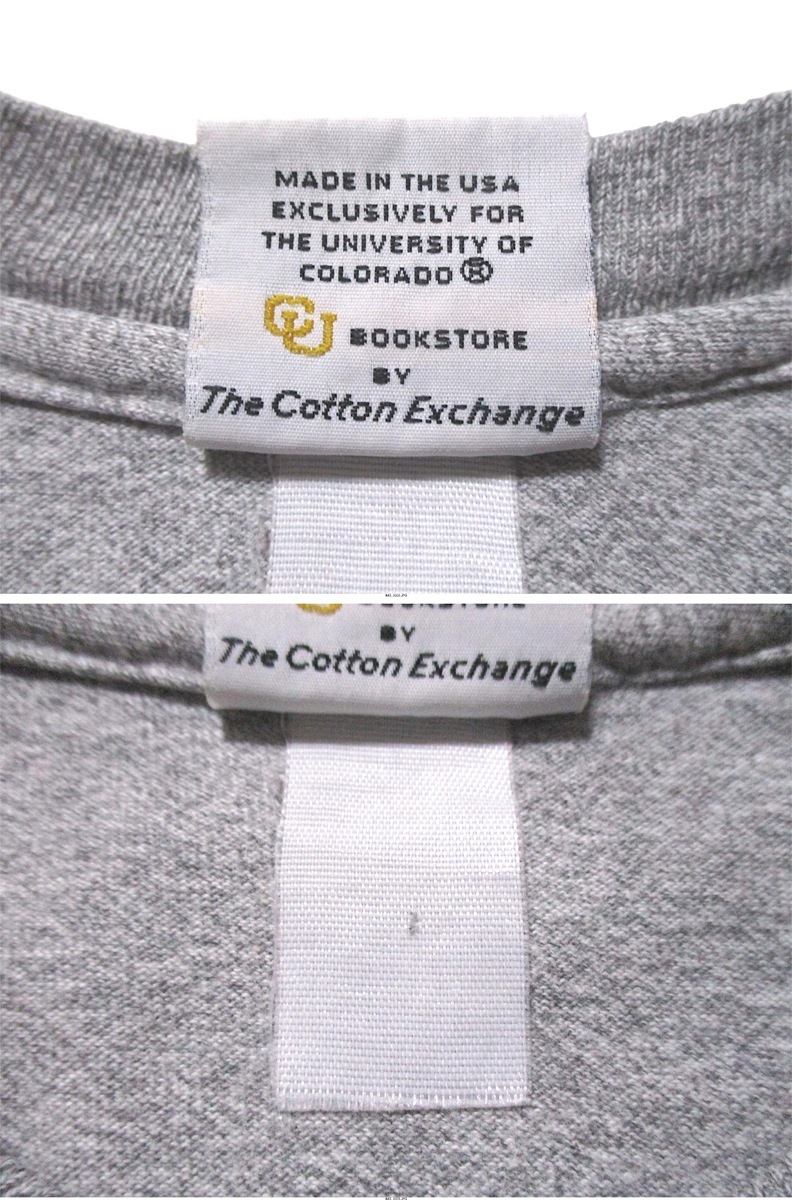 MADE IN THE USA
EXCLUSIVELY FOR
THE UNIVERSITY OF
COLORADO®
CU BOOKSTORE
BY
The Cotton Exchange
BOOKSTORE
BY
The Cotton Exchange